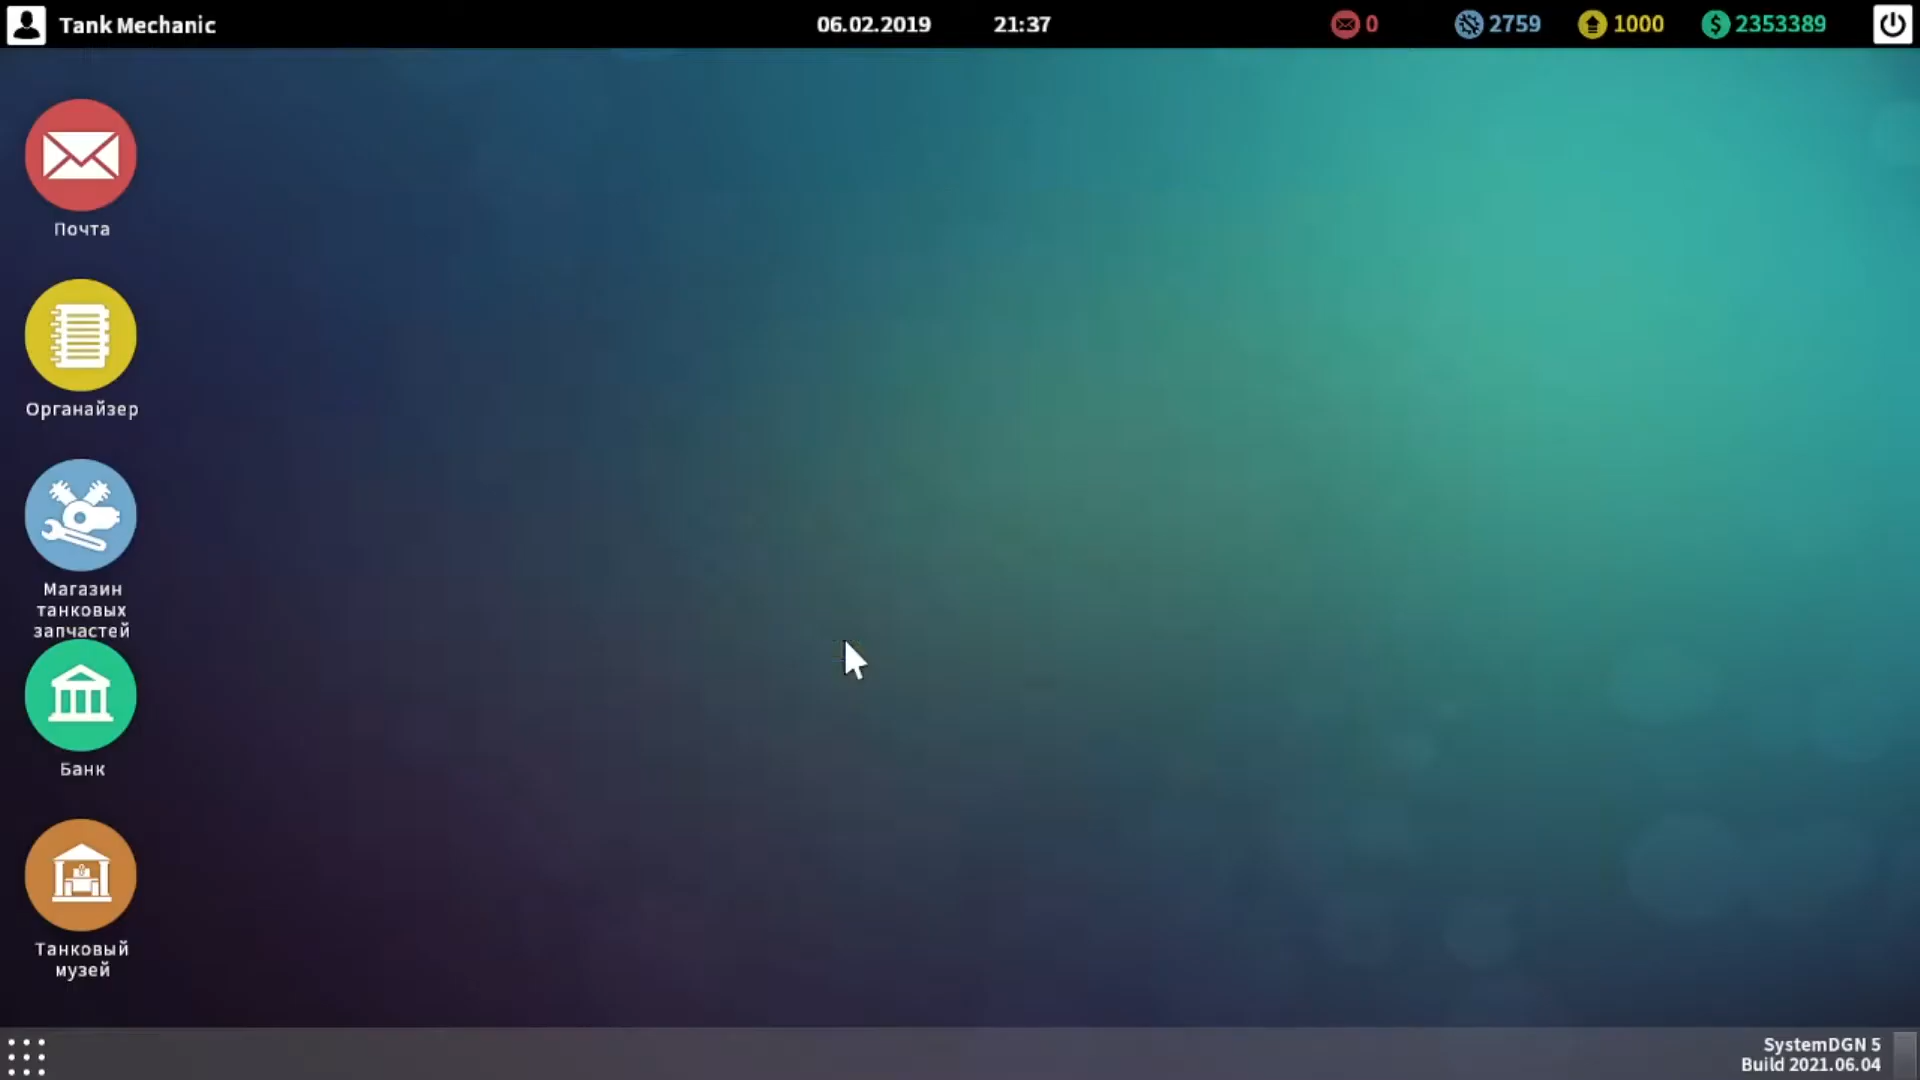 Tank Mechanic
06.02.2019
21:37
0
2759
1000
$ 2353389
Почта
Органайзер
Магазин
танковых
запчастей
Банк
Танковый
музей
SystemDGN 5
Build 2021.06.04